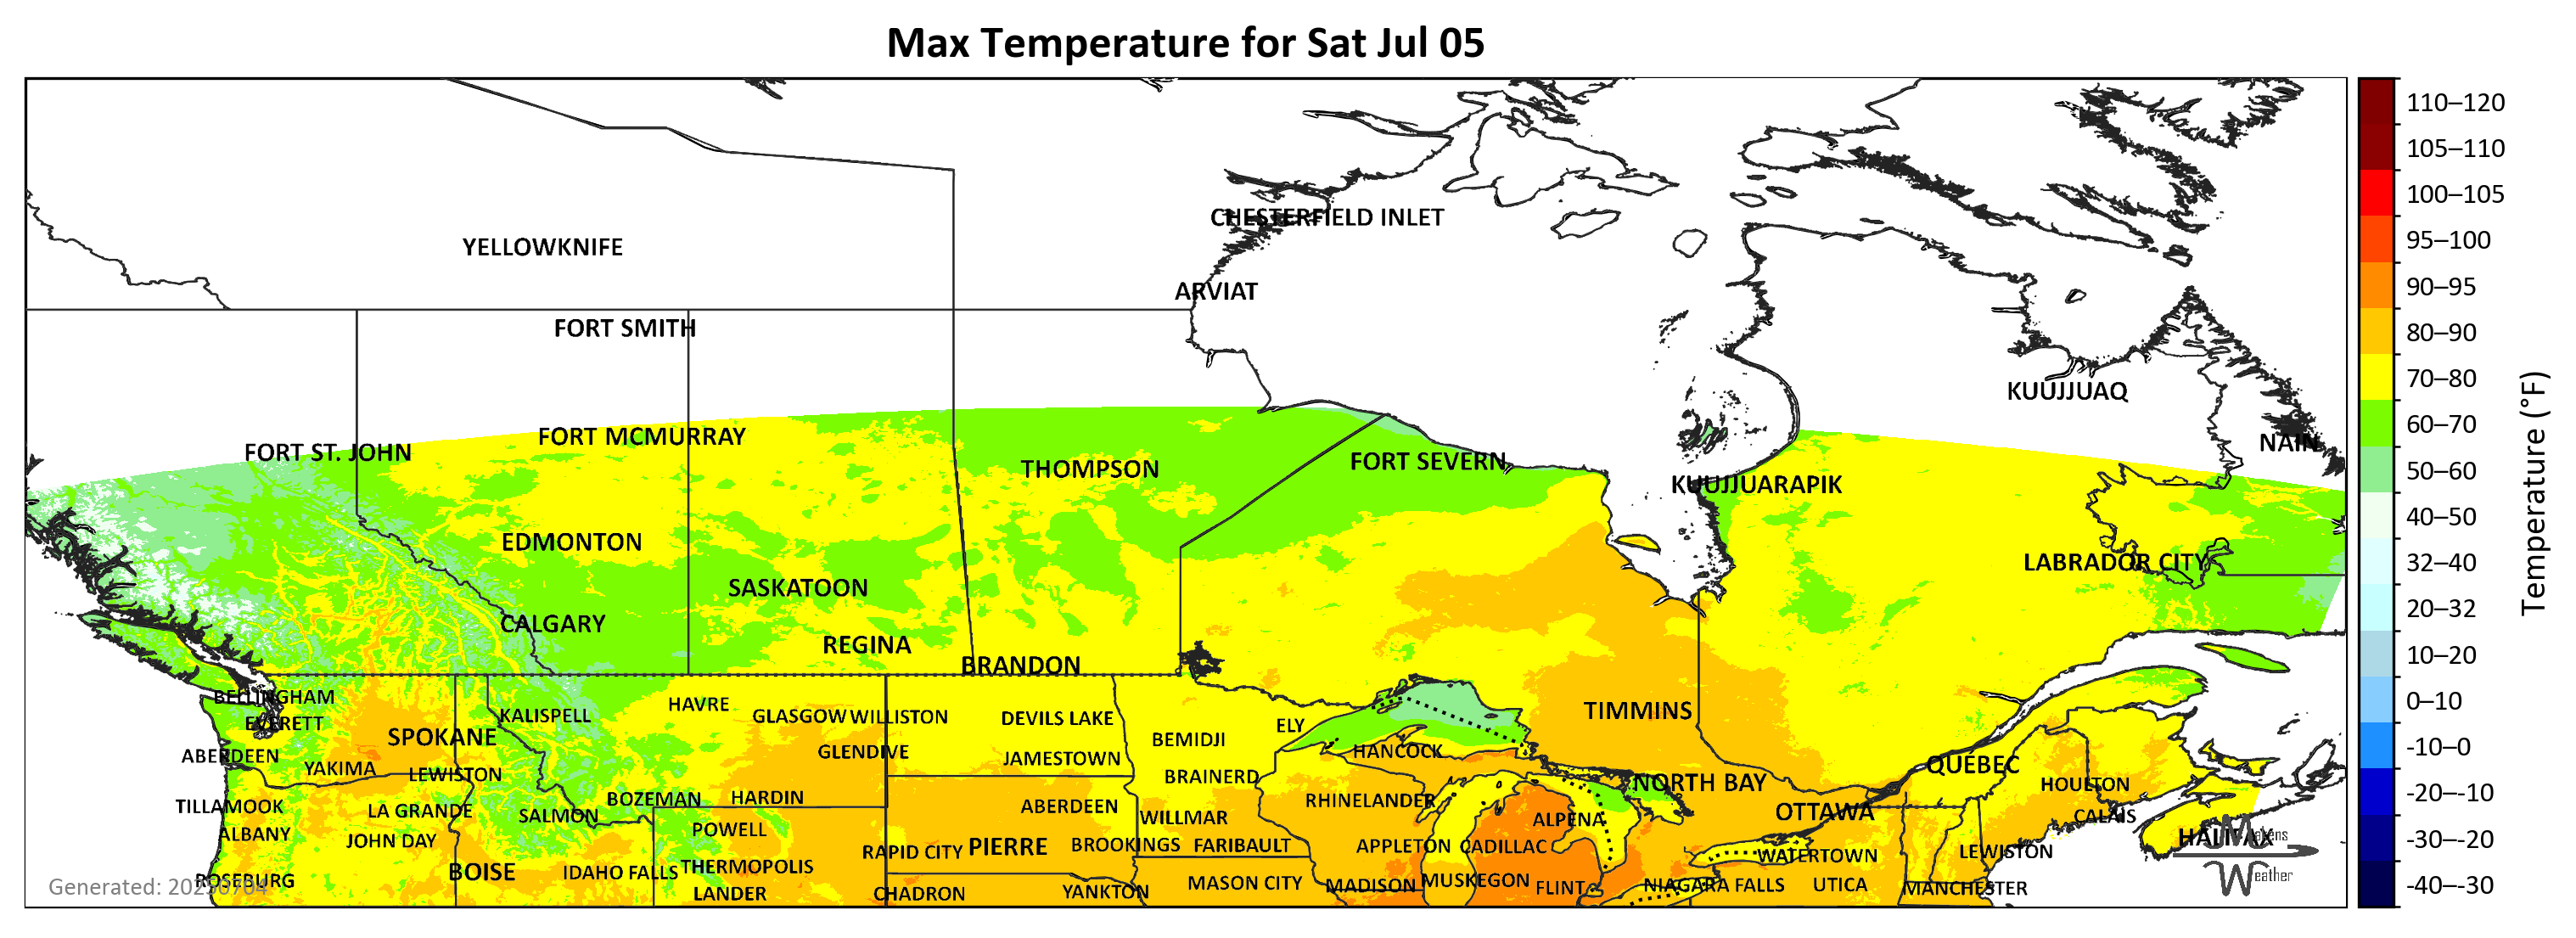 Max Temperature for Sat Jul 05
110–120
105–110
100–105
95–100
90–95
80–90
70–80
60–70
50–60
40–50
32–40
20–32
10–20
0–10
-10–0
-20–-10
-30–-20
-40–-30
Temperature (°F)
CHESTERFIELD INLET
YELLOWKNIFE
ARVIAT
FORT SMITH
KUUJJUAQ
FORT MCMURRAY
NAIN
FORT ST. JOHN
FORT SEVERN
THOMPSON
KUUJJUARAPIK
EDMONTON
LABRADOR CITY
SASKATOON
CALGARY
REGINA
BRANDON
BELLINGHAM
HAVRE
TIMMINS
KALISPELL
GLASGOW WILLISTON
DEVILS LAKE
EVERETT
ELY
SPOKANE
BEMIDJI
HANCOCK
GLENDIVE
ABERDEEN
JAMESTOWN
QUÉBEC
YAKIMA
LEWISTON
BRAINERD
NORTH BAY
HOULTON
BOZEMAN
HARDIN
RHINELANDER
TILLAMOOK
ABERDEEN
LA GRANDE
OTTAWA
SALMON
CALAIS
WILLMAR
ALPENA
POWELL
ALBANY
HALIFAX
JOHN DAY
BROOKINGS
FARIBAULT
APPLETON
CADILLAC
PIERRE
RAPID CITY
LEWISTON
WATERTOWN
THERMOPOLIS
IDAHO FALLS
BOISE
ROSEBURG
MUSKEGON
MASON CITY
MADISON
NIAGARA FALLS
UTICA
FLINT
MANCHESTER
YANKTON
CHADRON
LANDER
Generated: 20250704
Makens
Weather